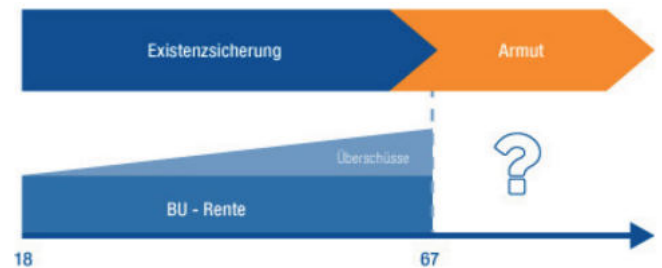 Existenzsicherung
Armut
Überschüsse
?
BU - Rente
18
67